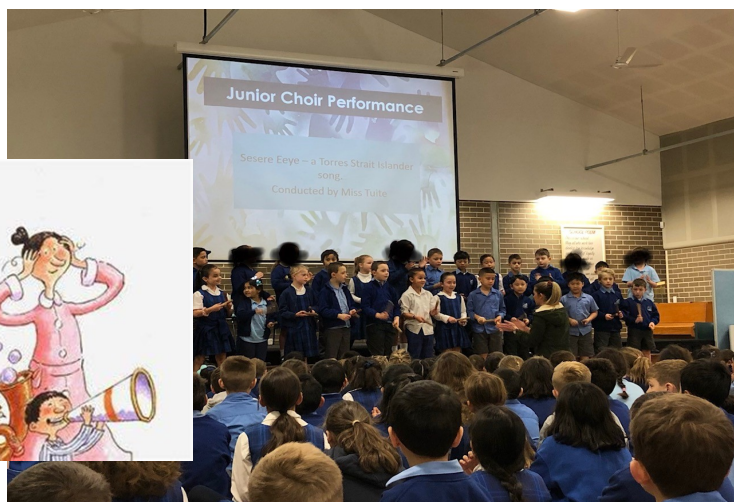 Junior Choir Performance
Sesere Eeye – a Torres Strait Islander
song.
Conducted by Miss Tuite